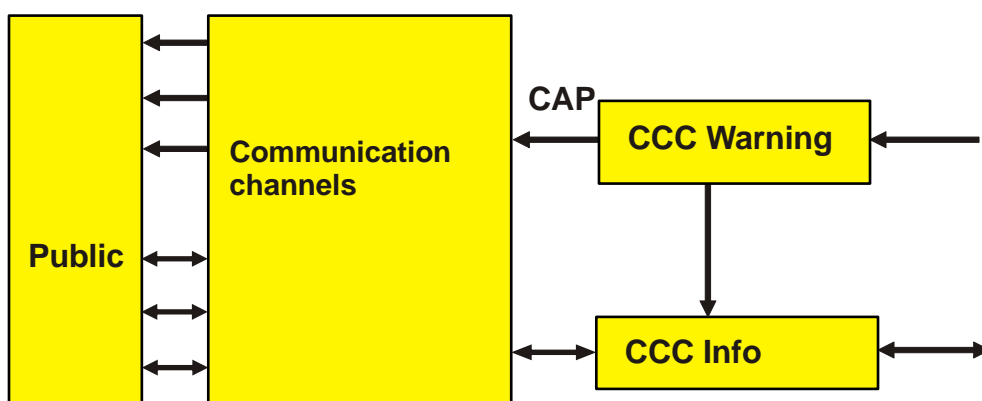 CAP
CCC Warning
Communication
channels
Public
CCC Info